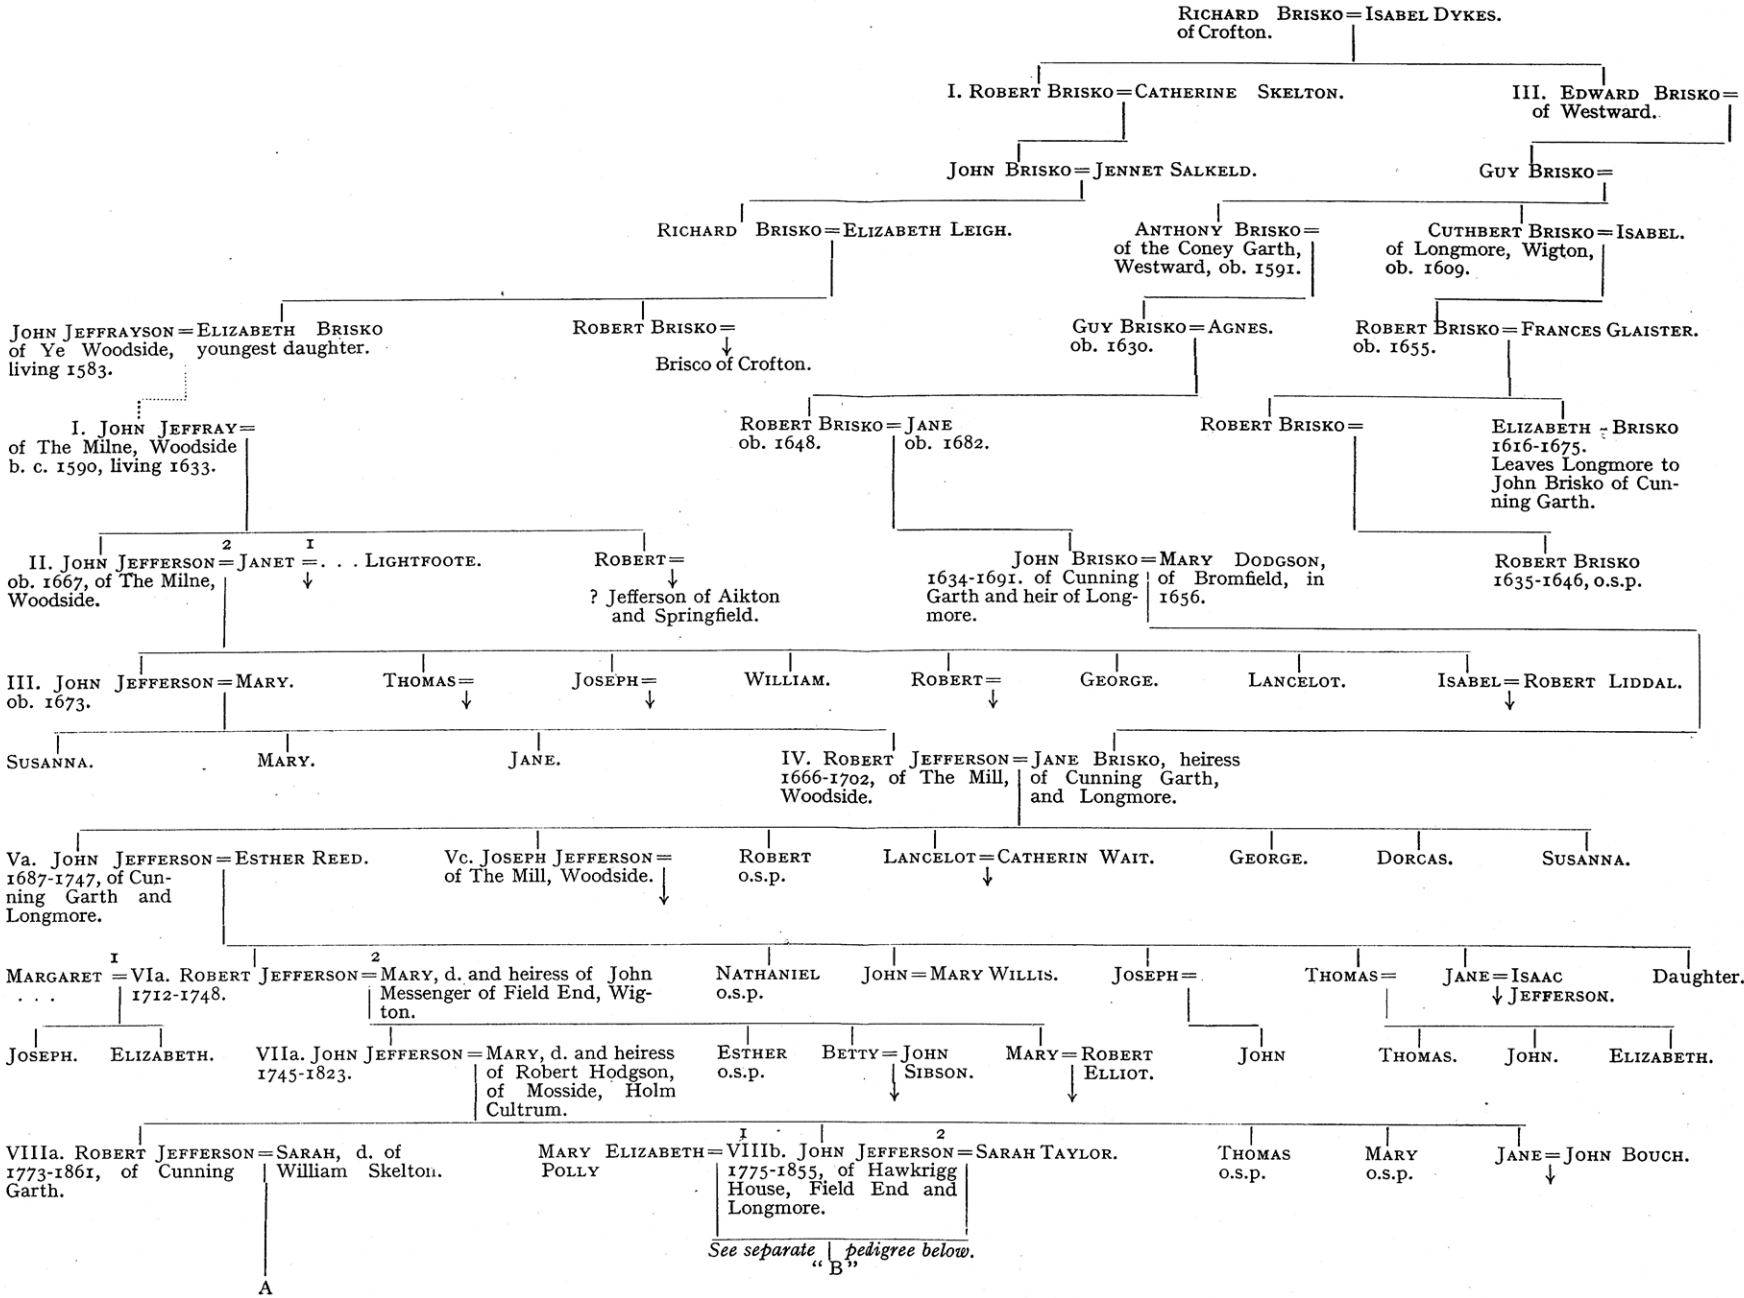 RICHARD BRISKO=ISABEL DYKES.
of Crofton.
I. ROBERT BRISKO=CATHERINE SKELTON.
III. EDWARD BRISKO=
of Westward.
JOHN BRISKO=JENNET SALKELD.
GUY BRISKO=
RICHARD BRISKO=ELIZABETH LEIGH.
ANTHONY BRISKO=
of the Coney Garth,
Westward, ob. 1591.
CUTHBERT BRISKO=ISABEL.
of Longmore, Wigton,
ob. 1609.
JOHN JEFFRAYSON=ELIZABETH BRISKO
of Ye Woodside, youngest daughter.
living 1583.
ROBERT BRISKO=
Brisco of Crofton.
GUY BRISKO=AGNES.
ob. 1630.
ROBERT BRISKO=FRANCES GLAISTER.
ob. 1655.
I. JOHN JEFFRAY=
of The Milne, Woodside
b. c. 1590, living 1633.
ROBERT BRISKO=JANE
ob. 1648. ob. 1682.
ROBERT BRISKO=
ELIZABETH - BRISKO
1616-1675.
Leaves Longmore to
John Brisko of Cun-
ning Garth.
2 1
II. JOHN JEFFERSON=JANET =. . . LIGHTFOOTE.
ob. 1667, of The Milne,
Woodside.
ROBERT=
? Jefferson of Aikton
and Springfield.
JOHN BRISKO=MARY DODGSON,
1634-1691. of Cunning of Bromfield, in
Garth and heir of Long- 1656.
more.
ROBERT BRISKO
1635-1646, o.s.p.
III. JOHN JEFFERSON=MARY.
ob. 1673.
THOMAS=
JOSEPH=
WILLIAM.
ROBERT=
GEORGE.
LANCELOT.
ISABEL=ROBERT LIDDAL.
SUSANNA.
MARY.
JANE.
IV. ROBERT JEFFERSON=JANE BRISKO, heiress
1666-1702, of The Mill, of Cunning Garth,
Woodside. and Longmore.
Va. JOHN JEFFERSON=ESTHER REED.
1687-1747, of Cun-
ning Garth and
Longmore.
Vc. JOSEPH JEFFERSON=
of The Mill, Woodside.
ROBERT
o.s.p.
LANCELOT=CATHERIN WAIT.
GEORGE.
DORCAS.
SUSANNA.
1 2
MARGARET =VIa. ROBERT JEFFERSON=MARY, d. and heiress of John
. . . 1712-1748. Messenger of Field End, Wig-
ton.
NATHANIEL
o.s.p.
JOHN=MARY WILLIS.
JOSEPH=
THOMAS=
JANE=ISAAC
JEFFERSON.
Daughter.
JOSEPH.
ELIZABETH.
VIIa. JOHN JEFFERSON=MARY, d. and heiress
1745-1823. of Robert Hodgson,
of Mosside, Holm
Cultrum.
ESTHER
o.s.p.
BETTY=JOHN
SIBSON.
MARY=ROBERT
ELLIOT.
JOHN
THOMAS.
JOHN.
ELIZABETH.
VIIIa. ROBERT JEFFERSON=SARAH, d. of
1773-1861, of Cunning William Skelton.
Garth.
1 2
MARY ELIZABETH=VIIIb. JOHN JEFFERSON=SARAH TAYLOR.
POLLY 1775-1855, of Hawkrigg
House, Field End and
Longmore.
THOMAS
o.s.p.
MARY
o.s.p.
JANE=JOHN BOUCH.
See separate pedigree below.
"B"
A